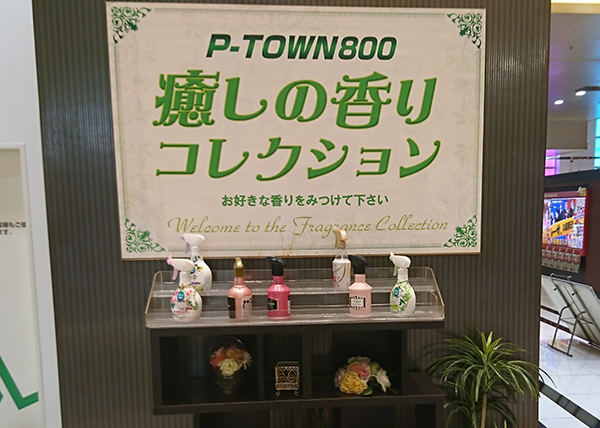 P-TOWN800
癒しの香り
コレクション
お好きな香りをみつけて下さい
Welcome to the Fragrance Collection